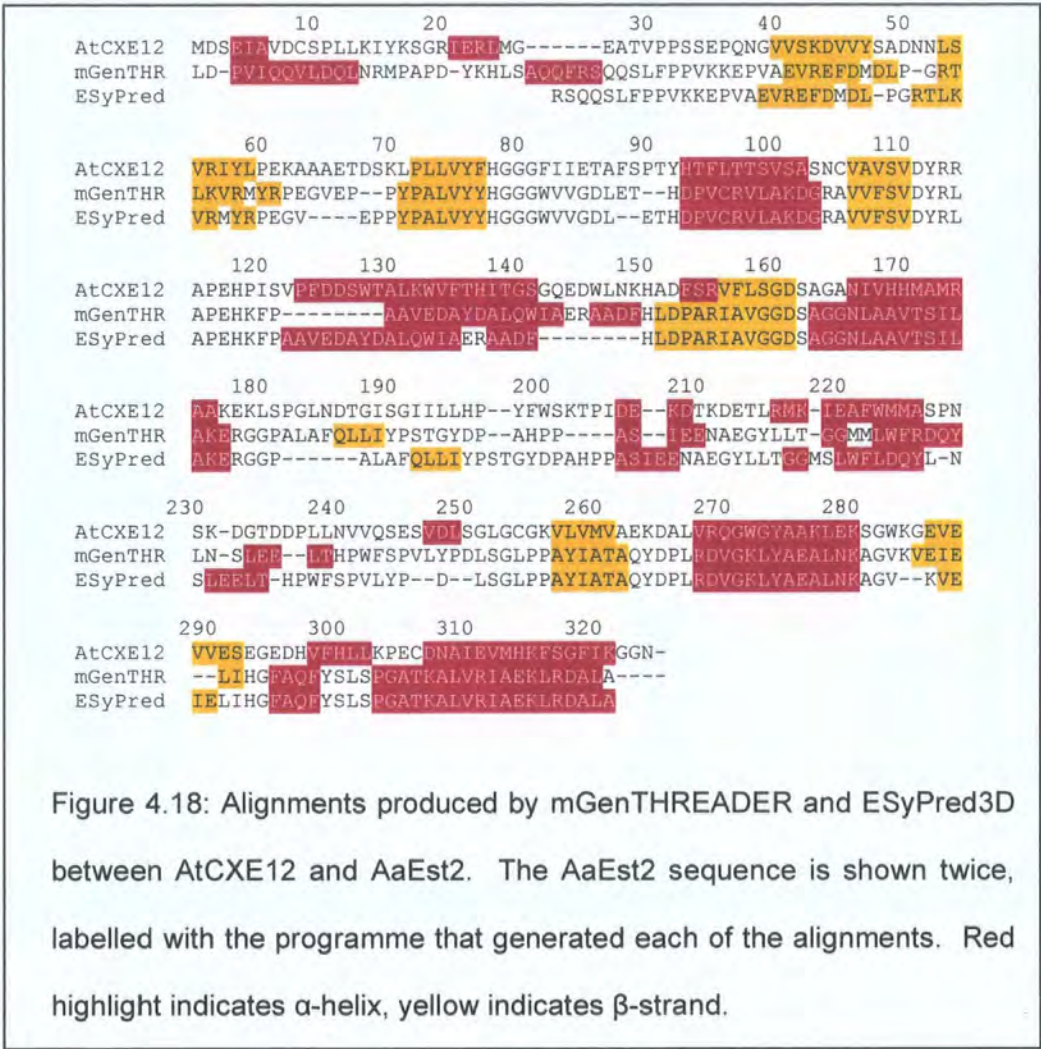 10 20 30 40 50
AtCXE12 MDSEIAVDCSPLLKIYKSGRIERLMG------EATVPPSSEPQNGVVSKDVVYSADNNLS
mGenTHR LD-PVIQQVLDQLNRMPAPD-YKHLSAQQFRSQQSLFPPVKKEPVAEVREFDMDLP-GRT
ESyPred RSQQSLFPPVKKEPVAEVREFDMDL-PGRTLK
60 70 80 90 100 110
AtCXE12 VRIYLPEKAAAETDSKLPLLVYFHGGGFIIETAFSPTYHTFLTTSVSASNCVAVSVDYRR
mGenTHR LKVRMYRPEGVEP--PYPALVYYHGGGWVVGDLET--HDPVCRVLAKDGRAVVFSVDYRL
ESyPred VRMYRPEGV----EPPYPALVYYHGGGWVVGDL--ETHDPVCRVLAKDGRAVVFSVDYRL
120 130 140 150 160 170
AtCXE12 APEHPISVPFDDSWTALKWVFTHITGSGQEDWLNKHADFSRVFLSGDSAGANIVHHMAMR
mGenTHR APEHKFP--------AAVEDAYDALQWIAERAADFHLDPARIAVGGDSAGGNLAAVTSIL
ESyPred APEHKFPAAVEDAYDALQWIAERAADF--------HLDPARIAVGGDSAGGNLAAVTSIL
180 190 200 210 220
AtCXE12 AAKEKLSPGLNDTGISGIILLHP--YFWSKTPIDE--KDTKDETLRMK-IEAFWMMASPN
mGenTHR AKERGGPALAFQLLIYPSTGYDP--AHPP----AS--IEENAEGYLLT-GGMMLWFRDQY
ESyPred AKERGGP------ALAFQLLIYPSTGYDPAHPPASIEENAEGYLLTGGMSLWFLDQYL-N
230 240 250 260 270 280
AtCXE12 SK-DGTDDPLLNVVQSESVDLSGLGCGKVLVMVAEKDALVRQGWGYAAKLEKSGWKGEVE
mGenTHR LN-SLEE--LTHPWFSPVLYPDLSGLPPAYIATAQYDPLRDVGKLYAEALNKAGVKVEIE
ESyPred SLEELT-HPWFSPVLYP--D--LSGLPPAYIATAQYDPLRDVGKLYAEALNKAGV--KVE
290 300 310 320
AtCXE12 VVESEGEDHVFHLLKPECDNAIEVMHKFSGFIKGGN-
mGenTHR --LIHGFAQFYSLSPGATKALVRIAEKLRDALA----
ESyPred IELIHGFAQFYSLSPGATKALVRIAEKLRDALA
Figure 4.18: Alignments produced by mGenTHREADER and ESyPred3D
between AtCXE12 and AaEst2. The AaEst2 sequence is shown twice,
labelled with the programme that generated each of the alignments. Red
highlight indicates α-helix, yellow indicates β-strand.